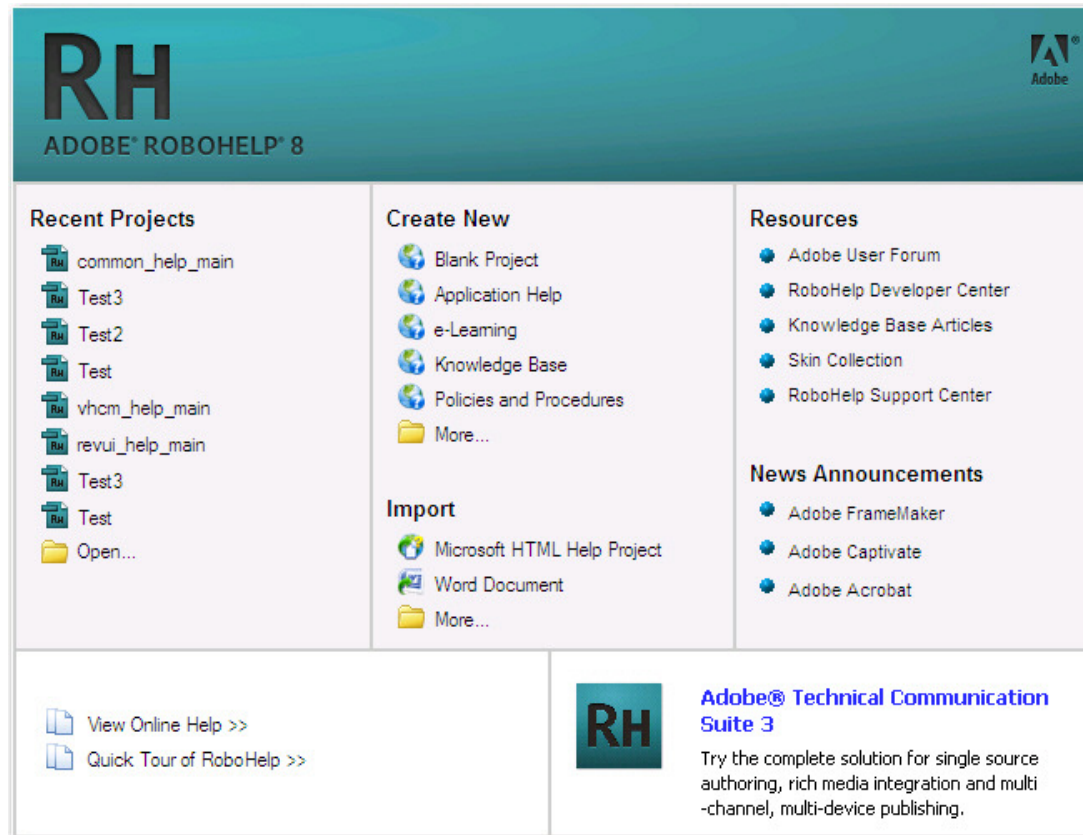 RH
ADOBE® ROBOHELP® 8
Adobe®
Recent Projects
common_help_main
Test3
Test2
Test
vhcm_help_main
revui_help_main
Test3
Test
Open...
Create New
Blank Project
Application Help
e-Learning
Knowledge Base
Policies and Procedures
More...
Import
Microsoft HTML Help Project
Word Document
More...
Resources
Adobe User Forum
RoboHelp Developer Center
Knowledge Base Articles
Skin Collection
RoboHelp Support Center
News Announcements
Adobe FrameMaker
Adobe Captivate
Adobe Acrobat
View Online Help >>
Quick Tour of RoboHelp >>
RH
Adobe® Technical Communication
Suite 3
Try the complete solution for single source
authoring, rich media integration and multi
-channel, multi-device publishing.